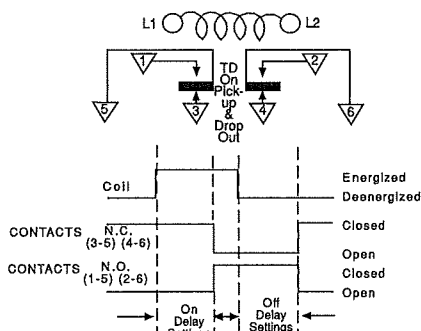 L1 L2
1 TD 2
On
Pick-
up
5 3 & 4 6
Drop
Out
Coil Energized
Deenergized
CONTACTS N.C. Closed
(3-5) (4-6)
Open
CONTACTS N.O. Closed
(1-5) (2-6) Open
On Off
Delay Delay
Settings Settings